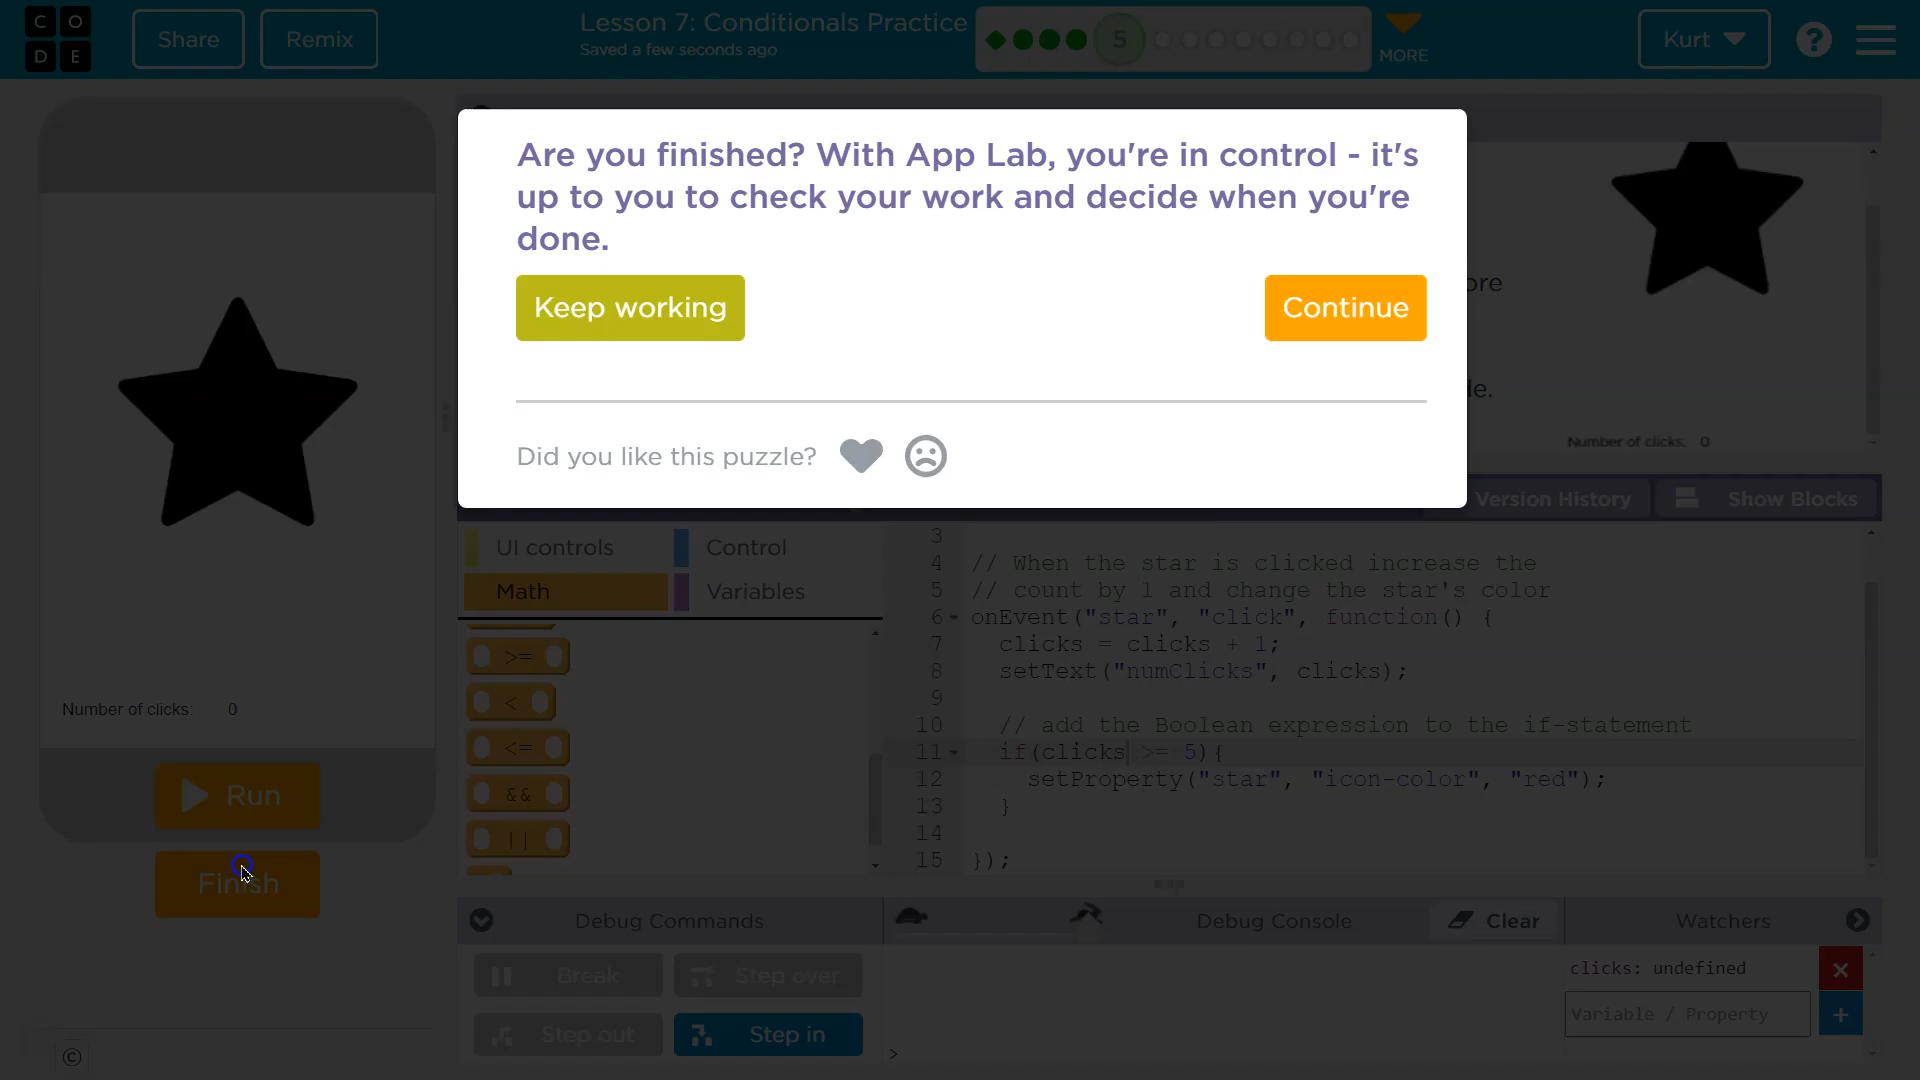 C O
D E
Share
Remix
Lesson 7: Conditionals Practice
Saved a few seconds ago
5
MORE
Kurt
?
Are you finished? With App Lab, you're in control - it's
up to you to check your work and decide when you're
done.
Keep working
Continue
Did you like this puzzle?
ore
le.
Number of clicks: 0
Version History
Show Blocks
UI controls
Control
Math
Variables
>=
<
<=
&&
||
3
4 // When the star is clicked increase the
5 // count by 1 and change the star's color
6 onEvent("star", "click", function() {
7 clicks = clicks + 1;
8 setText("numClicks", clicks);
9
10 // add the Boolean expression to the if-statement
11 if(clicks >= 5){
12 setProperty("star", "icon-color", "red");
13 }
14
15 });
Number of clicks: 0
Run
Finish
Debug Commands
Debug Console
Clear
Watchers
Break
Step over
Step out
Step in
clicks: undefined
Variable / Property
+
>
©